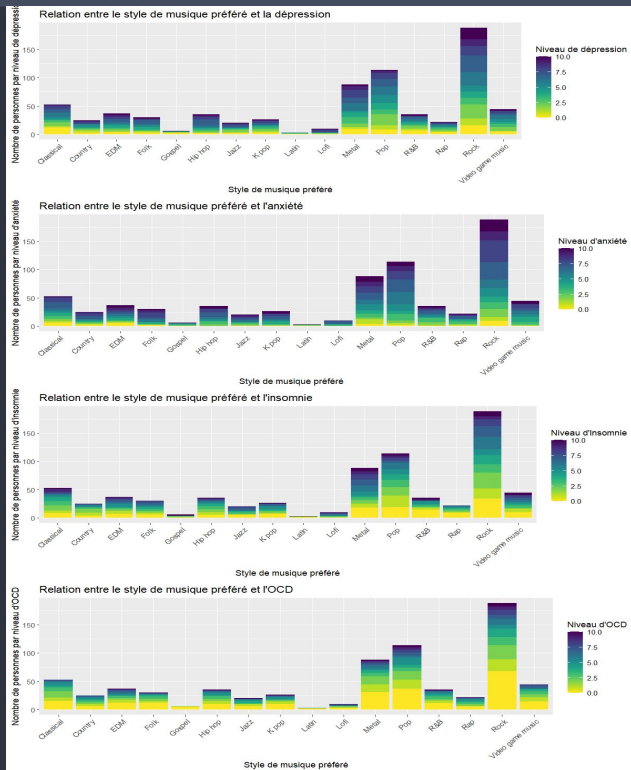 Relation entre le style de musique préféré et la dépression
Nombre de personnes par niveau de dépression
150
100
50
0
Classical
Country
EDM
Folk
Gospel
Hip hop
Jazz
K pop
Latin
Lofi
Metal
Pop
R&B
Rap
Rock
Video game music
Style de musique préféré
Niveau de dépression
10.0
7.5
5.0
2.5
0.0
Relation entre le style de musique préféré et l'anxiété
Nombre de personnes par niveau d'anxiété
150
100
50
0
Classical
Country
EDM
Folk
Gospel
Hip hop
Jazz
K pop
Latin
Lofi
Metal
Pop
R&B
Rap
Rock
Video game music
Style de musique préféré
Niveau d'anxiété
10.0
7.5
5.0
2.5
0.0
Relation entre le style de musique préféré et l'insomnie
Nombre de personnes par niveau d'insomnie
150
100
50
0
Classical
Country
EDM
Folk
Gospel
Hip hop
Jazz
K pop
Latin
Lofi
Metal
Pop
R&B
Rap
Rock
Video game music
Style de musique préféré
Niveau d'Insomnie
10.0
7.5
5.0
2.5
0.0
Relation entre le style de musique préféré et l'OCD
Nombre de personnes par niveau d'OCD
150
100
50
0
Classical
Country
EDM
Folk
Gospel
Hip hop
Jazz
K pop
Latin
Lofi
Metal
Pop
R&B
Rap
Rock
Video game music
Style de musique préféré
Niveau d'OCD
10.0
7.5
5.0
2.5
0.0